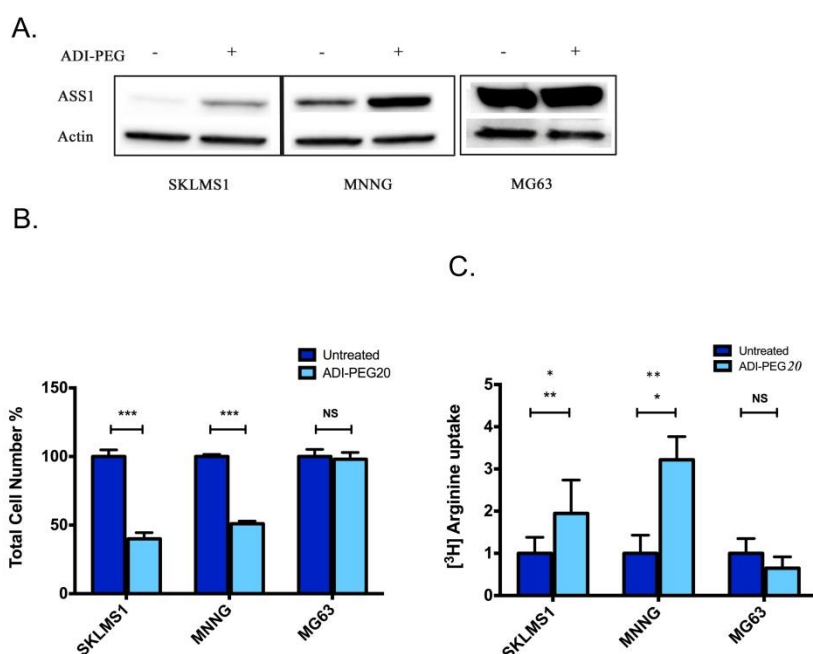 A.
ADI-PEG - + - + - +
ASS1
Actin
SKLMS1 MNNG MG63
B.
C.
Untreated
ADI-PEG20
Total Cell Number %
150
100
50
0
*** *** NS
SKLMS1 MNNG MG63
Untreated
ADI-PEG20
[³H] Arginine uptake
5
4
3
2
1
0
* ** NS
** *
SKLMS1 MNNG MG63